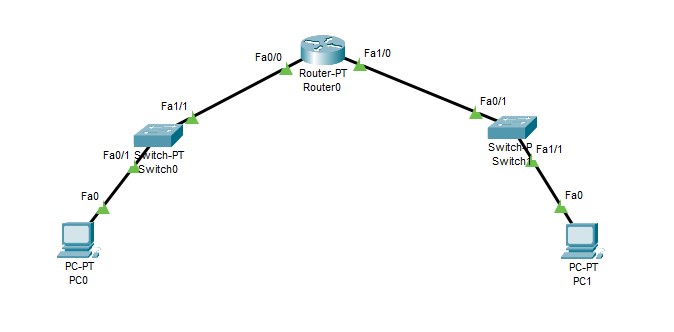 Fa0/0
Fa1/0
Router-PT
Router0
Fa1/1
Fa0/1
Fa0/1
Switch-PT
Switch0
Switch-P
Switch1
Fa1/1
Fa0
Fa0
PC-PT
PC0
PC-PT
PC1